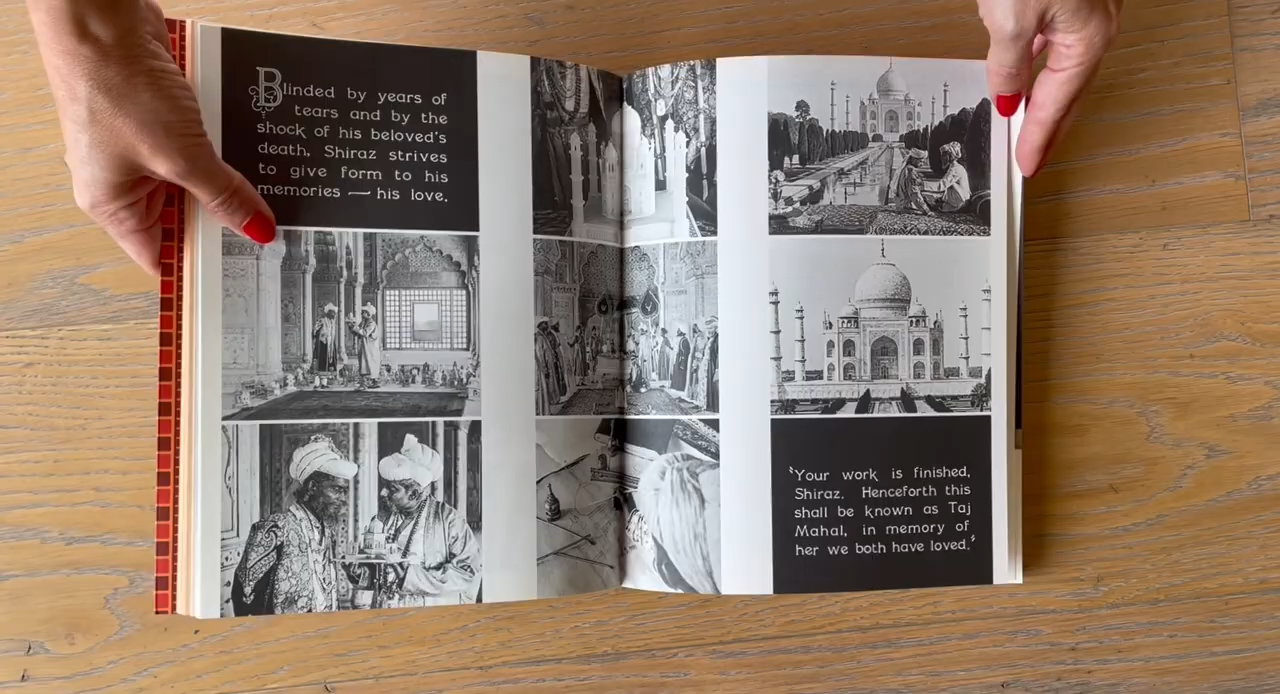 Blinded by years of
tears and by the
shock of his beloved's
death, Shiraz strives
to give form to his
memories — his love.
"Your work is finished,
Shiraz. Henceforth this
shall be known as Taj
Mahal, in memory of
her we both have loved."